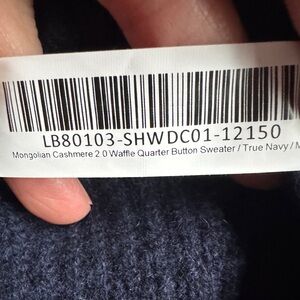 LB80103-SHWDC01-12150
Mongolian Cashmere 2.0 Waffle Quarter Button Sweater / True Navy / M